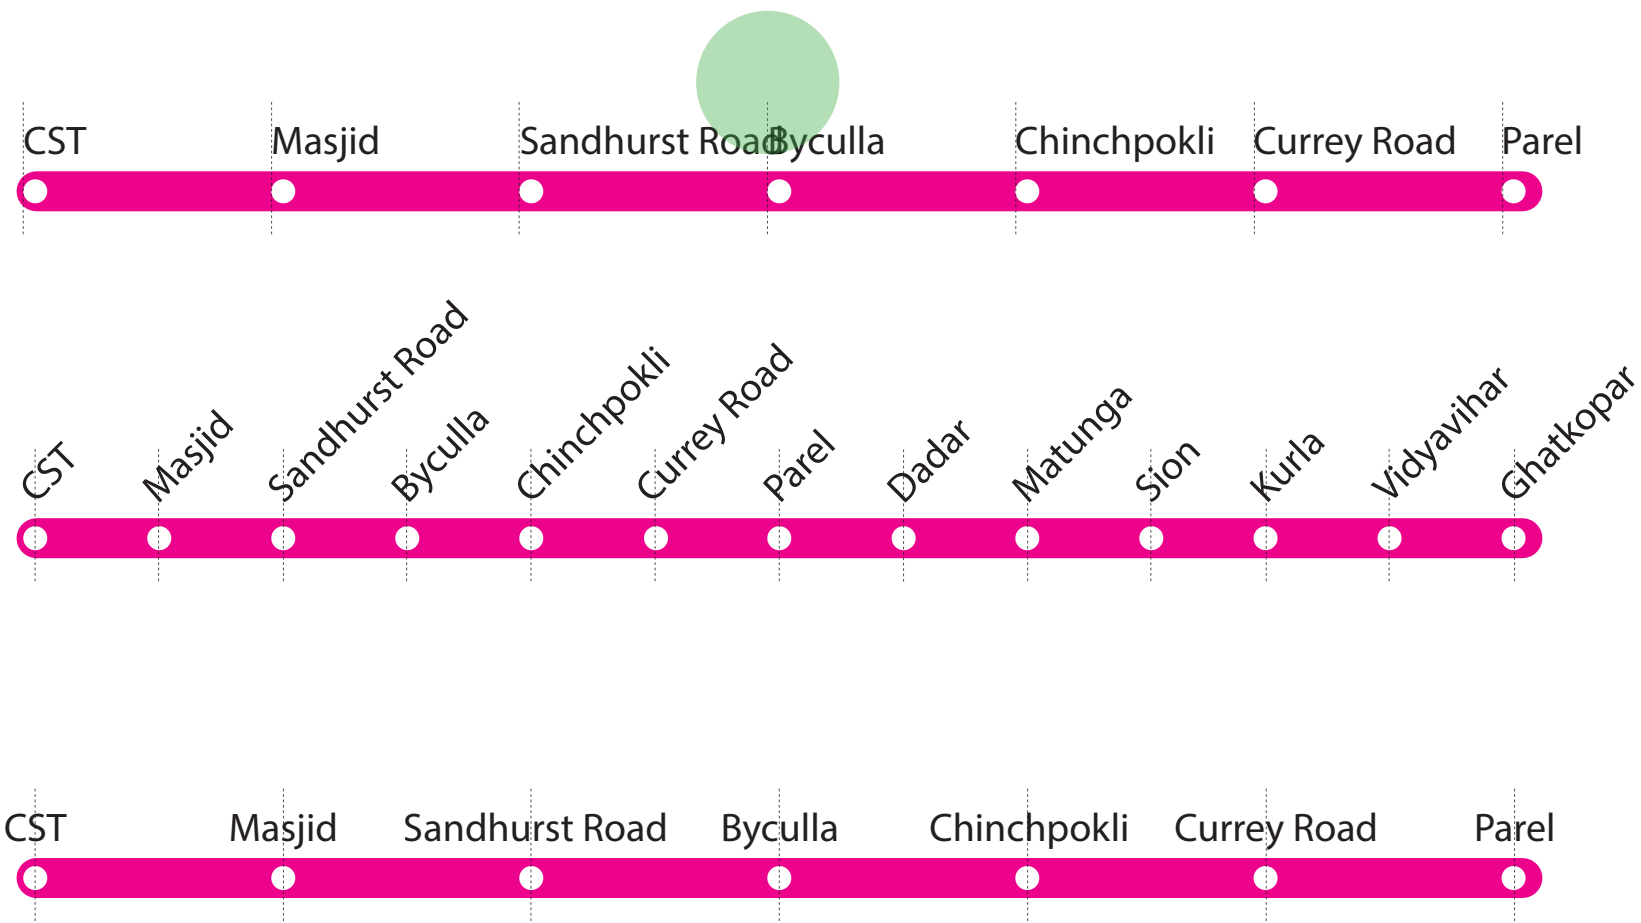 CST Masjid Sandhurst Road Byculla Chinchpokli Currey Road Parel
CST Masjid Sandhurst Road Byculla Chinchpokli Currey Road Parel Dadar Matunga Sion Kurla Vidyavihar Ghatkopar
CST Masjid Sandhurst Road Byculla Chinchpokli Currey Road Parel